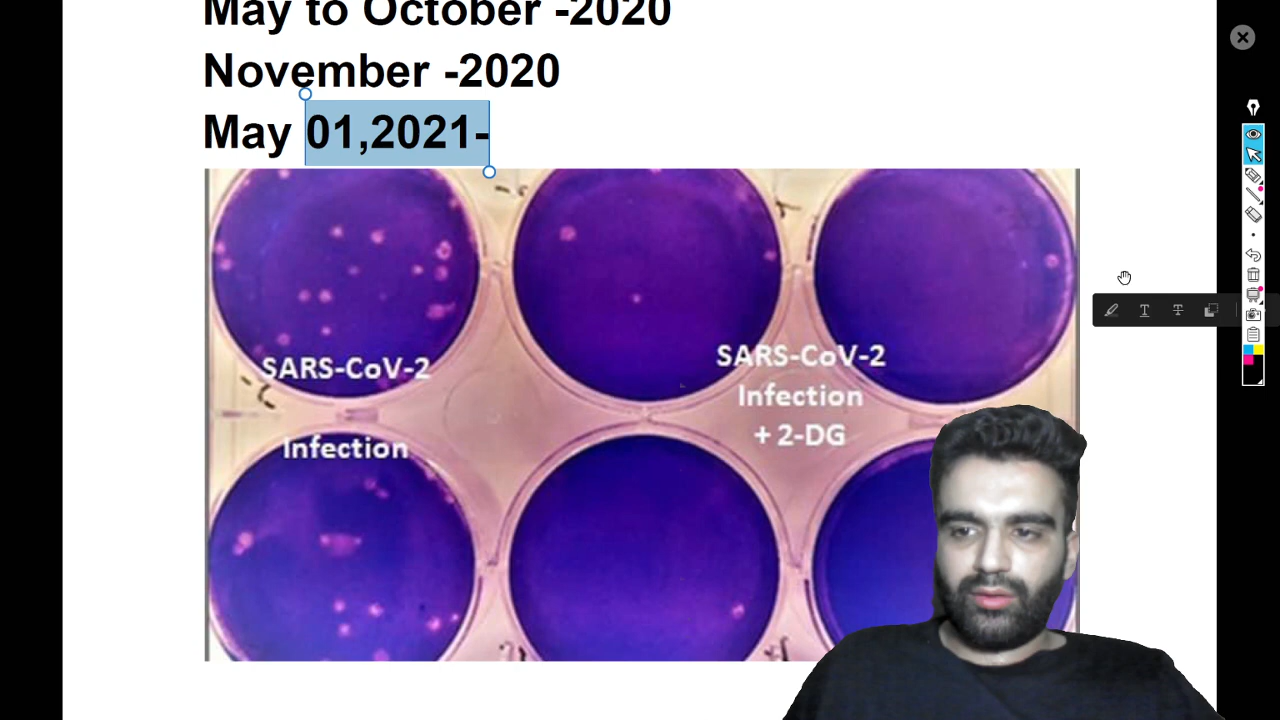 May to October -2020
November -2020
May 01,2021-
SARS-CoV-2
Infection
SARS-CoV-2
Infection
+ 2-DG